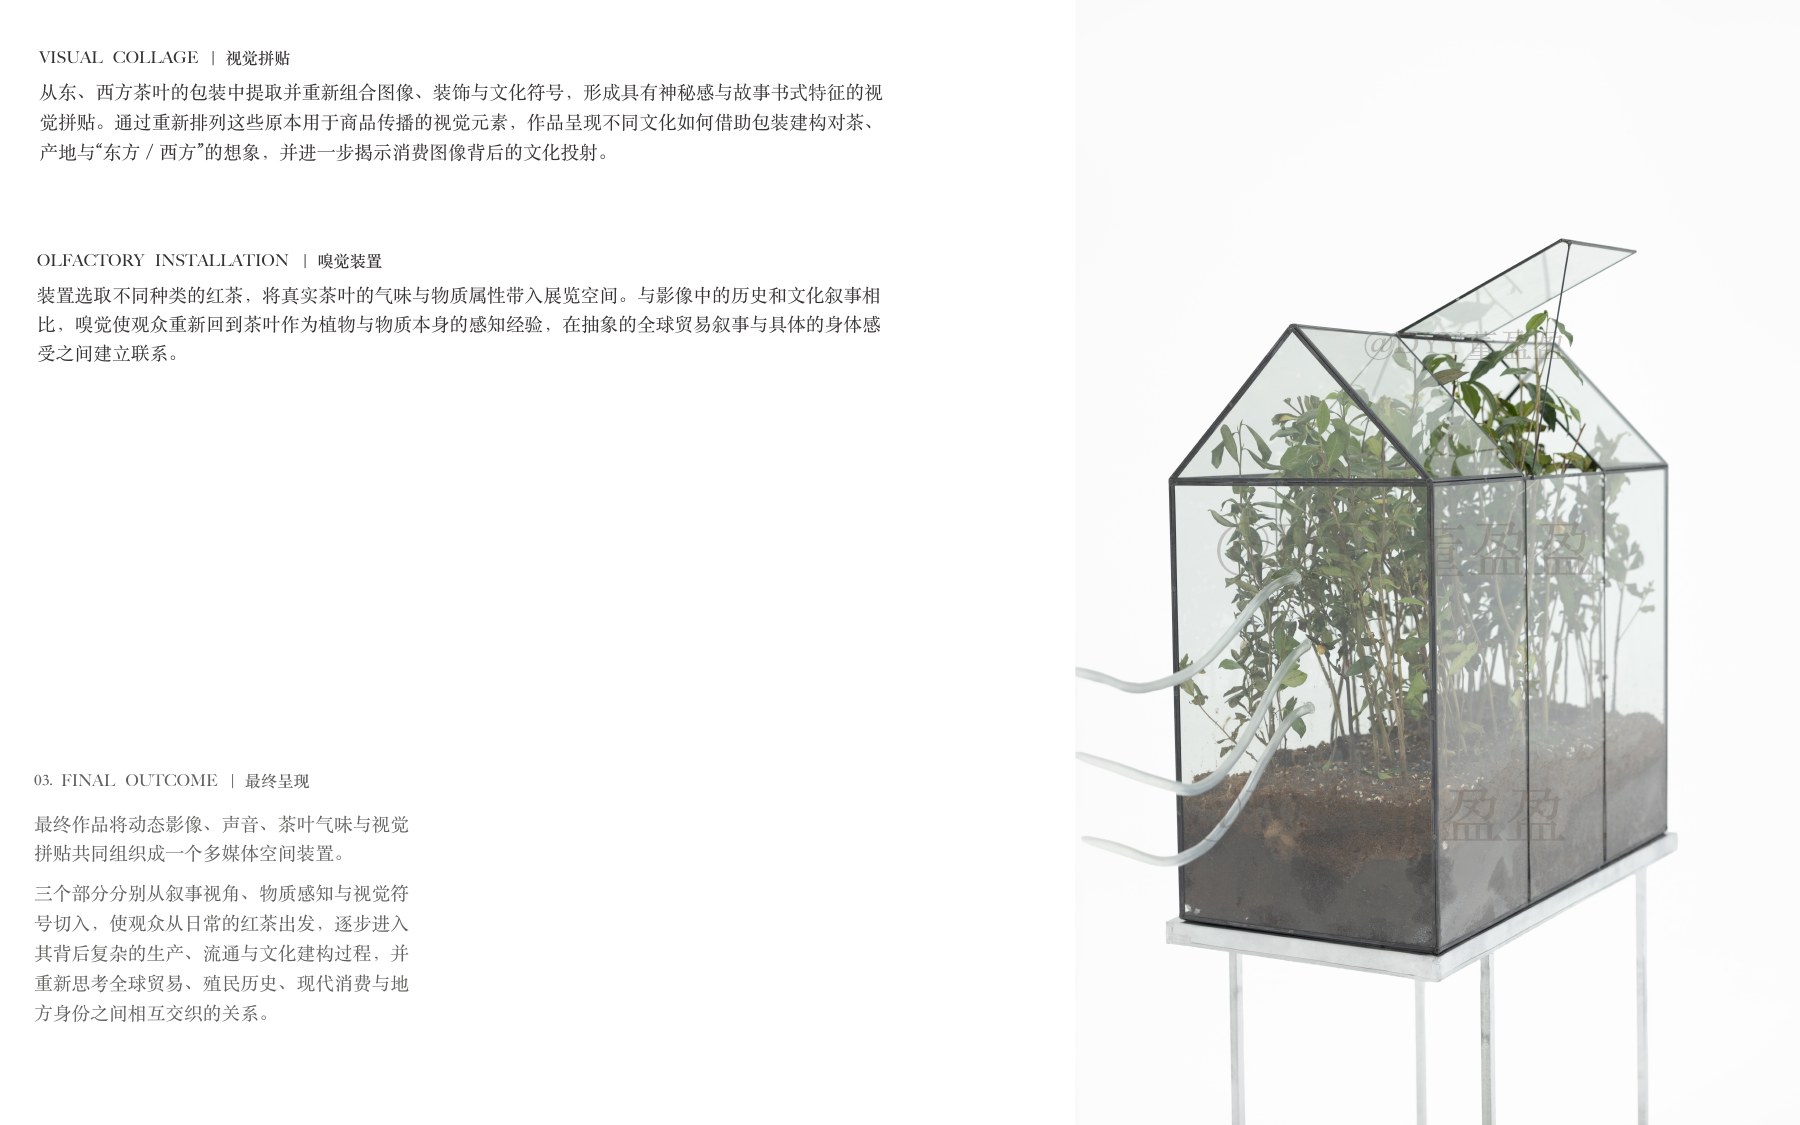 VISUAL COLLAGE | 视觉拼贴
从东、西方茶叶的包装中提取并重新组合图像、装饰与文化符号，形成具有神秘感与故事书式特征的视
觉拼贴。通过重新排列这些原本用于商品传播的视觉元素，作品呈现不同文化如何借助包装建构对茶、
产地与“东方 / 西方”的想象，并进一步揭示消费图像背后的文化投射。
OLFACTORY INSTALLATION | 嗅觉装置
装置选取不同种类的红茶，将真实茶叶的气味与物质属性带入展览空间。与影像中的历史和文化叙事相
比，嗅觉使观众重新回到茶叶作为植物与物质本身的感知经验，在抽象的全球贸易叙事与具体的身体感
受之间建立联系。
03. FINAL OUTCOME | 最终呈现
最终作品将动态影像、声音、茶叶气味与视觉
拼贴共同组织成一个多媒体空间装置。
三个部分分别从叙事视角、物质感知与视觉符
号切入，使观众从日常的红茶出发，逐步进入
其背后复杂的生产、流通与文化建构过程，并
重新思考全球贸易、殖民历史、现代消费与地
方身份之间相互交织的关系。
盈盈
盈盈